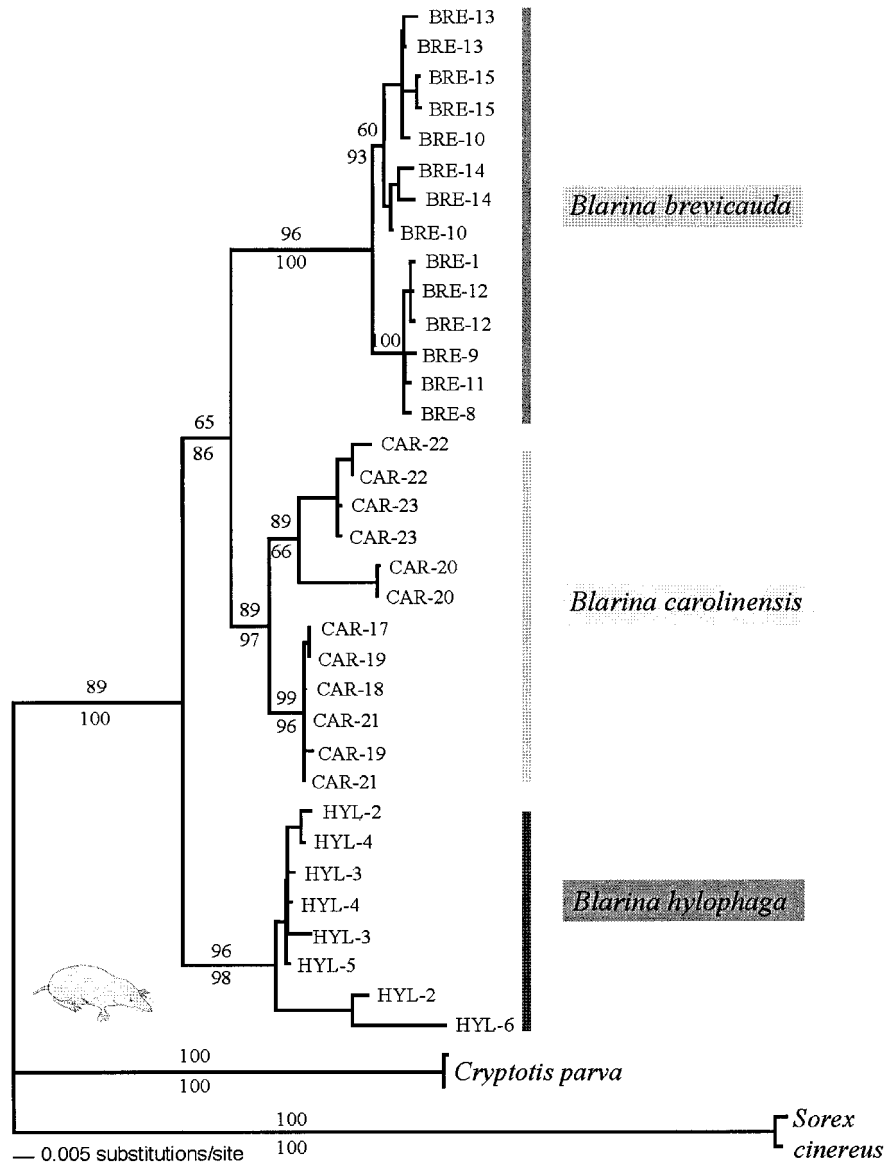 BRE-13
BRE-13
BRE-15
BRE-15
BRE-10
60
93
BRE-14
BRE-14
BRE-10
Blarina brevicauda
96
100
BRE-1
BRE-12
BRE-12
100
BRE-9
BRE-11
BRE-8
65
86
CAR-22
CAR-22
CAR-23
CAR-23
89
66
CAR-20
CAR-20
Blarina carolinensis
89
97
CAR-17
CAR-19
CAR-18
99
96
CAR-21
CAR-19
CAR-21
89
100
HYL-2
HYL-4
HYL-3
HYL-4
HYL-3
HYL-5
Blarina hylophaga
96
98
HYL-2
HYL-6
100
100
Cryptotis parva
100
100
Sorex
cinereus
0.005 substitutions/site